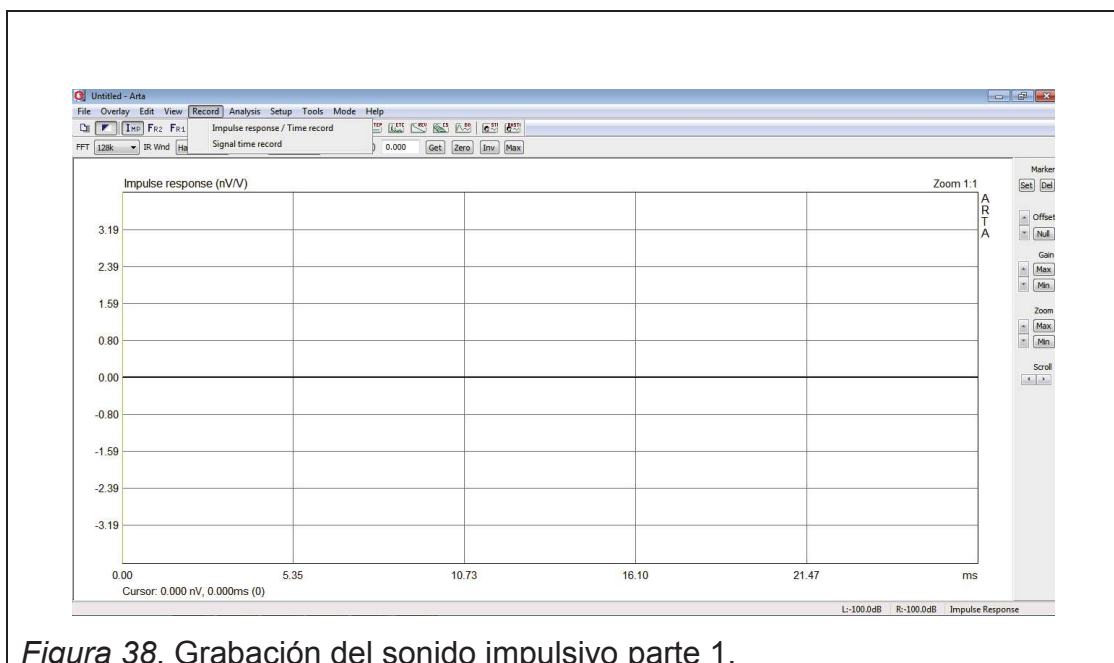 Untitled - Arta
File Overlay Edit View Record Analysis Setup Tools Mode Help
IMP FR2 FR1
Impulse response / Time record
Signal time record
FFT 128k IR Wnd 0.000 Get Zero Inv Max
Impulse response (nV/V) Zoom 1:1
ARTA
3.19
2.39
1.59
0.80
0.00
-0.80
-1.59
-2.39
-3.19
0.00 5.35 10.73 16.10 21.47 ms
Cursor: 0.000 nV, 0.000ms (0)
Marker
Set Del
Offset
Null
Gain
Max
Min
Zoom
Max
Min
Scroll
L:-100.0dB R:-100.0dB Impulse Response
Figura 38. Grabación del sonido impulsivo parte 1.